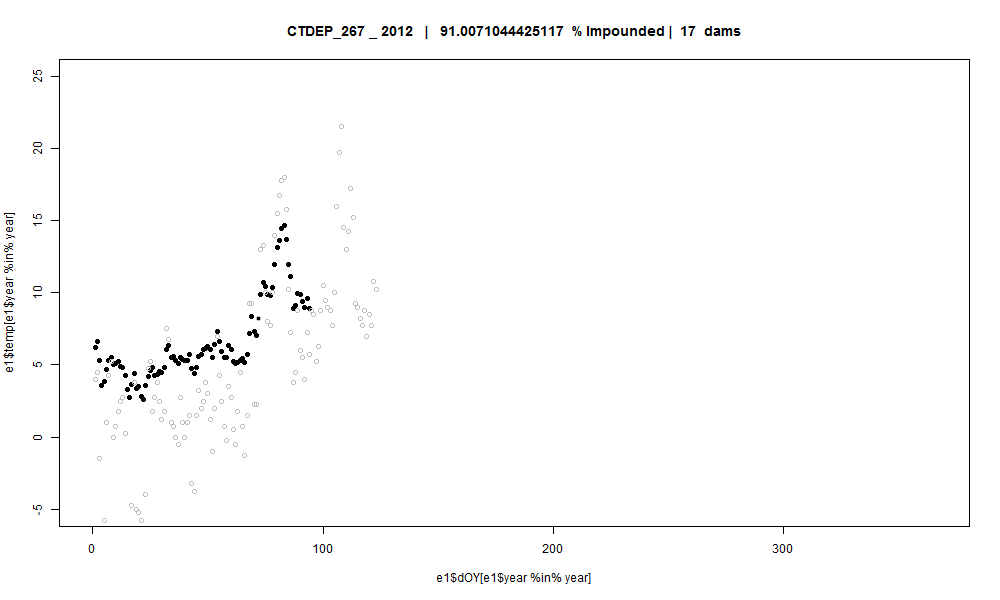 CTDEP_267 _ 2012 | 91.0071044425117 % Impounded | 17 dams
25
20
15
10
5
0
-5
e1$temp[e1$year %in% year]
0 100 200 300
e1$dOY[e1$year %in% year]